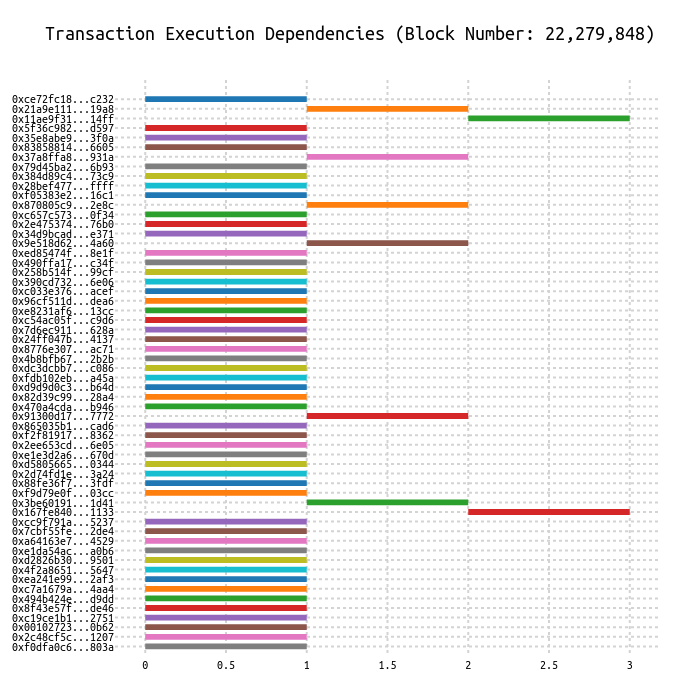 Transaction Execution Dependencies (Block Number: 22,279,848)
0xce72fc18...c232
0x21a9e111...19a8
0x11ae9f31...14ff
0x5f36c982...d597
0x35e8abe9...3f0a
0x83858814...6605
0x37a8ffa8...931a
0x79d45ba2...6b93
0x384d89c4...73c9
0x28bef477...ffff
0xf05383e2...16c1
0x870805c9...2e8c
0xc657c573...0f34
0x2e475374...76b0
0x34d9bcad...e371
0x9e518d62...4a60
0xed85474f...8e1f
0x490ffa17...c34f
0x258b514f...99cf
0x390cd732...6e06
0xc033e376...acef
0x96cf511d...dea6
0xe8231af6...13cc
0xc54ac05f...c9d6
0x7d6ec911...628a
0x24ff047b...4137
0x8776e307...ac71
0x4b8bfb67...2b2b
0xdc3dcbb7...c086
0xfdb102eb...a45a
0xd9d9d0c3...b64d
0x82d39c99...28a4
0x470a4cda...b946
0x91300d17...7772
0x865035b1...cad6
0xf2f81917...8362
0x2ee653cd...6e05
0xe1e3d2a6...670d
0xd5805665...0344
0x2d74fd1e...3a24
0x88fe36f7...3fdf
0xf9d79e0f...03cc
0x3be60191...1d41
0x167fe840...1133
0xcc9f791a...5237
0x7cbf55fe...2de4
0xa64163e7...4529
0xe1da54ac...a0b6
0xd2826b30...9501
0x4f2a8651...5647
0xea241e99...2af3
0xc7a1679a...4aa4
0x494b424e...d9dd
0x8f43e57f...de46
0xc19ce1b1...2751
0x00102723...0b62
0x2c48cf5c...1207
0xf0dfa0c6...803a
0 0.5 1 1.5 2 2.5 3